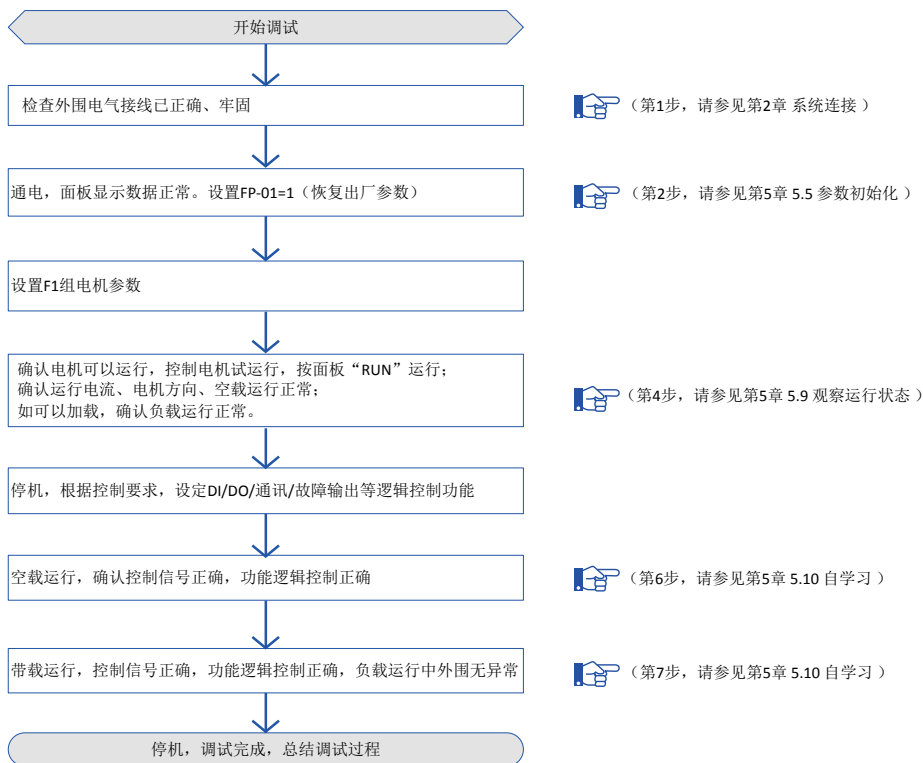 开始调试
检查外围电气接线已正确、牢固
（第1步，请参见第2章 系统连接 ）
通电，面板显示数据正常。设置FP-01=1（恢复出厂参数）
（第2步，请参见第5章 5.5 参数初始化 ）
设置F1组电机参数
确认电机可以运行，控制电机试运行，按面板“RUN”运行；
确认运行电流、电机方向、空载运行正常；
如可以加载，确认负载运行正常。
（第4步，请参见第5章 5.9 观察运行状态 ）
停机，根据控制要求，设定DI/DO/通讯/故障输出等逻辑控制功能
空载运行，确认控制信号正确，功能逻辑控制正确
（第6步，请参见第5章 5.10 自学习 ）
带载运行，控制信号正确，功能逻辑控制正确，负载运行中外围无异常
（第7步，请参见第5章 5.10 自学习 ）
停机，调试完成，总结调试过程